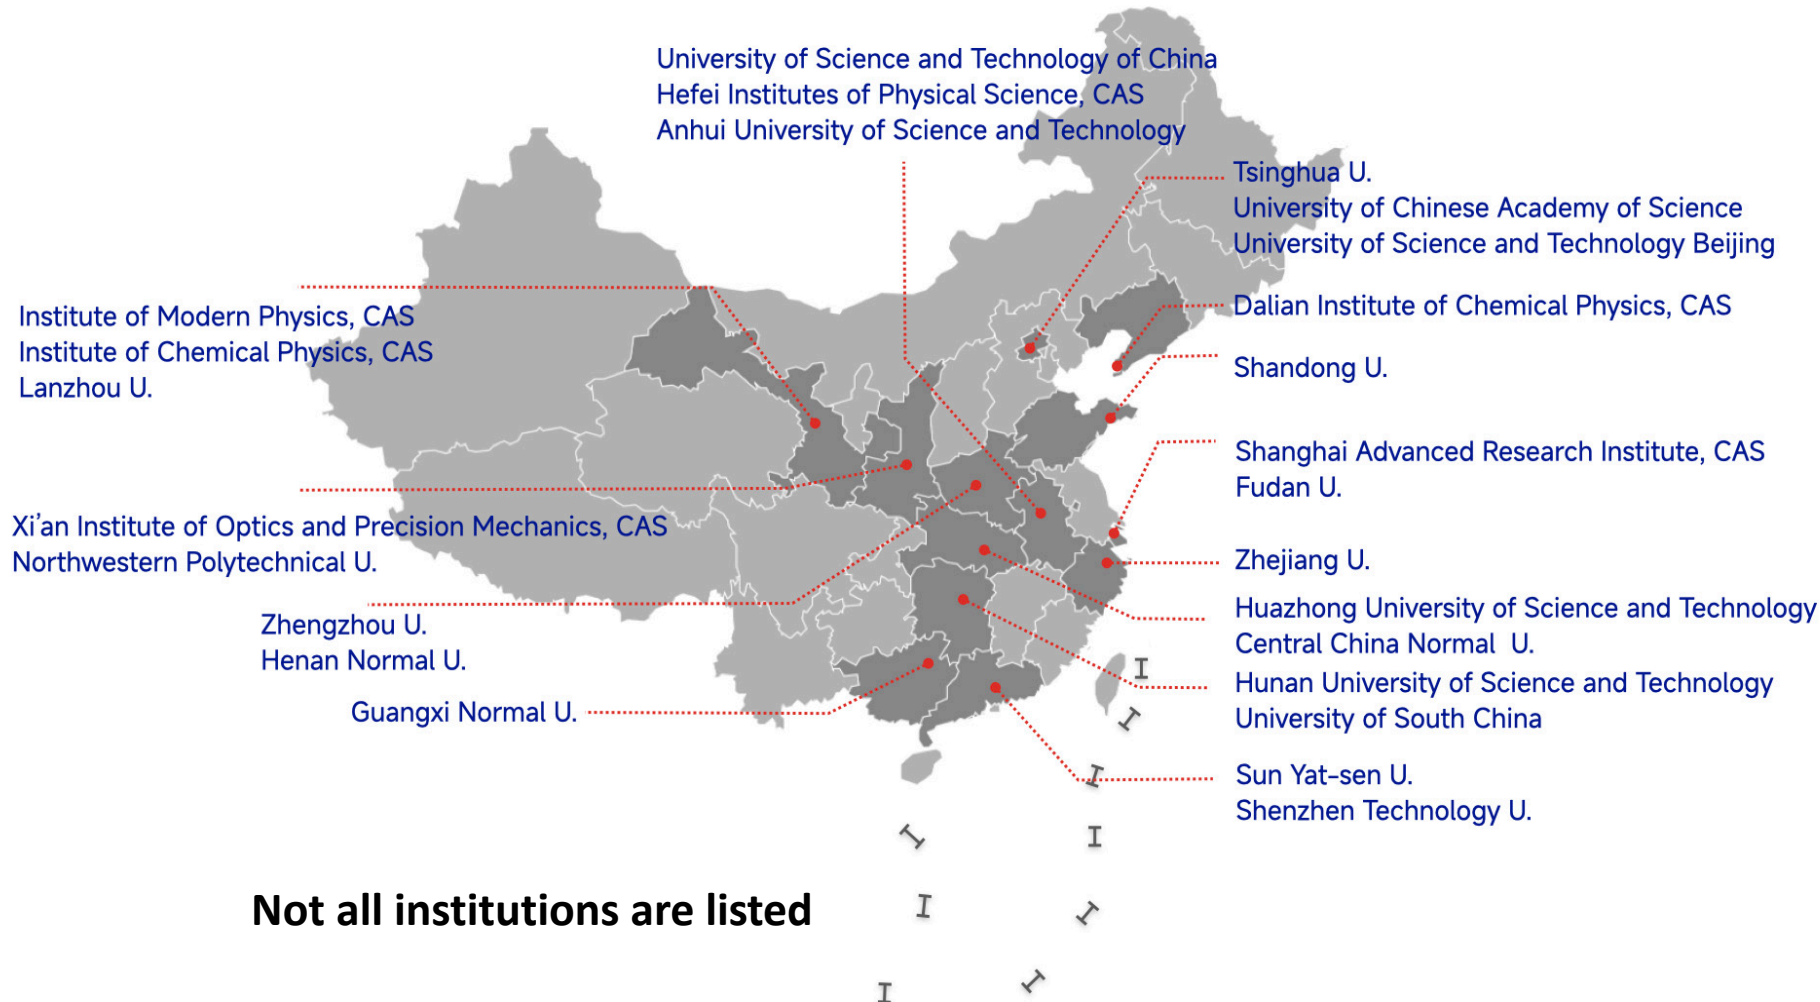 University of Science and Technology of China
Hefei Institutes of Physical Science, CAS
Anhui University of Science and Technology
Tsinghua U.
University of Chinese Academy of Science
University of Science and Technology Beijing
Dalian Institute of Chemical Physics, CAS
Shandong U.
Shanghai Advanced Research Institute, CAS
Fudan U.
Zhejiang U.
Huazhong University of Science and Technology
Central China Normal  U.
Hunan University of Science and Technology
University of South China
Sun Yat-sen U.
Shenzhen Technology U.
Institute of Modern Physics, CAS
Institute of Chemical Physics, CAS
Lanzhou U.
Xi’an Institute of Optics and Precision Mechanics, CAS
Northwestern Polytechnical U.
Zhengzhou U.
Henan Normal U.
Guangxi Normal U.
Not all institutions are listed